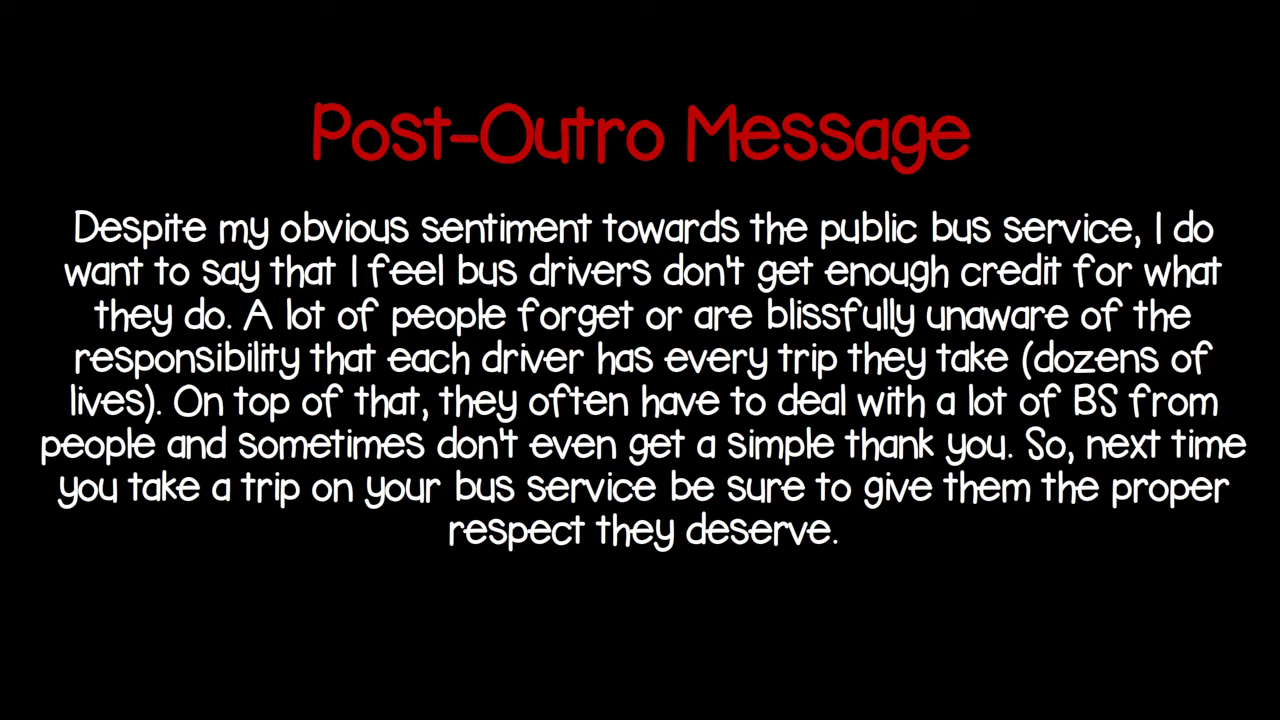 Post-Outro Message
Despite my obvious sentiment towards the public bus service, I do
want to say that I feel bus drivers don't get enough credit for what
they do. A lot of people forget or are blissfully unaware of the
responsibility that each driver has every trip they take (dozens of
lives). On top of that, they often have to deal with a lot of BS from
people and sometimes don't even get a simple thank you. So, next time
you take a trip on your bus service be sure to give them the proper
respect they deserve.